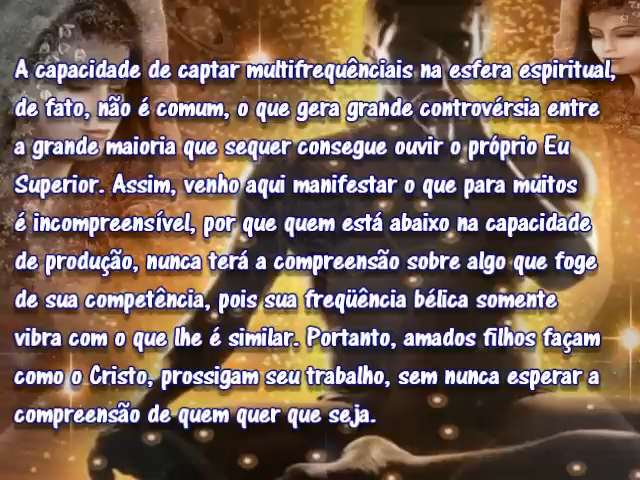 A capacidade de captar multifrequênciais na esfera espiritual,
de fato, não é comum, o que gera grande controvérsia entre
a grande maioria que sequer consegue ouvir o próprio Eu
Superior. Assim, venho aqui manifestar o que para muitos
é incompreensível, por que quem está abaixo na capacidade
de produção, nunca terá a compreensão sobre algo que foge
de sua competência, pois sua freqüência bélica somente
vibra com o que lhe é similar. Portanto, amados filhos façam
como o Cristo, prossigam seu trabalho, sem nunca esperar a
compreensão de quem quer que seja.